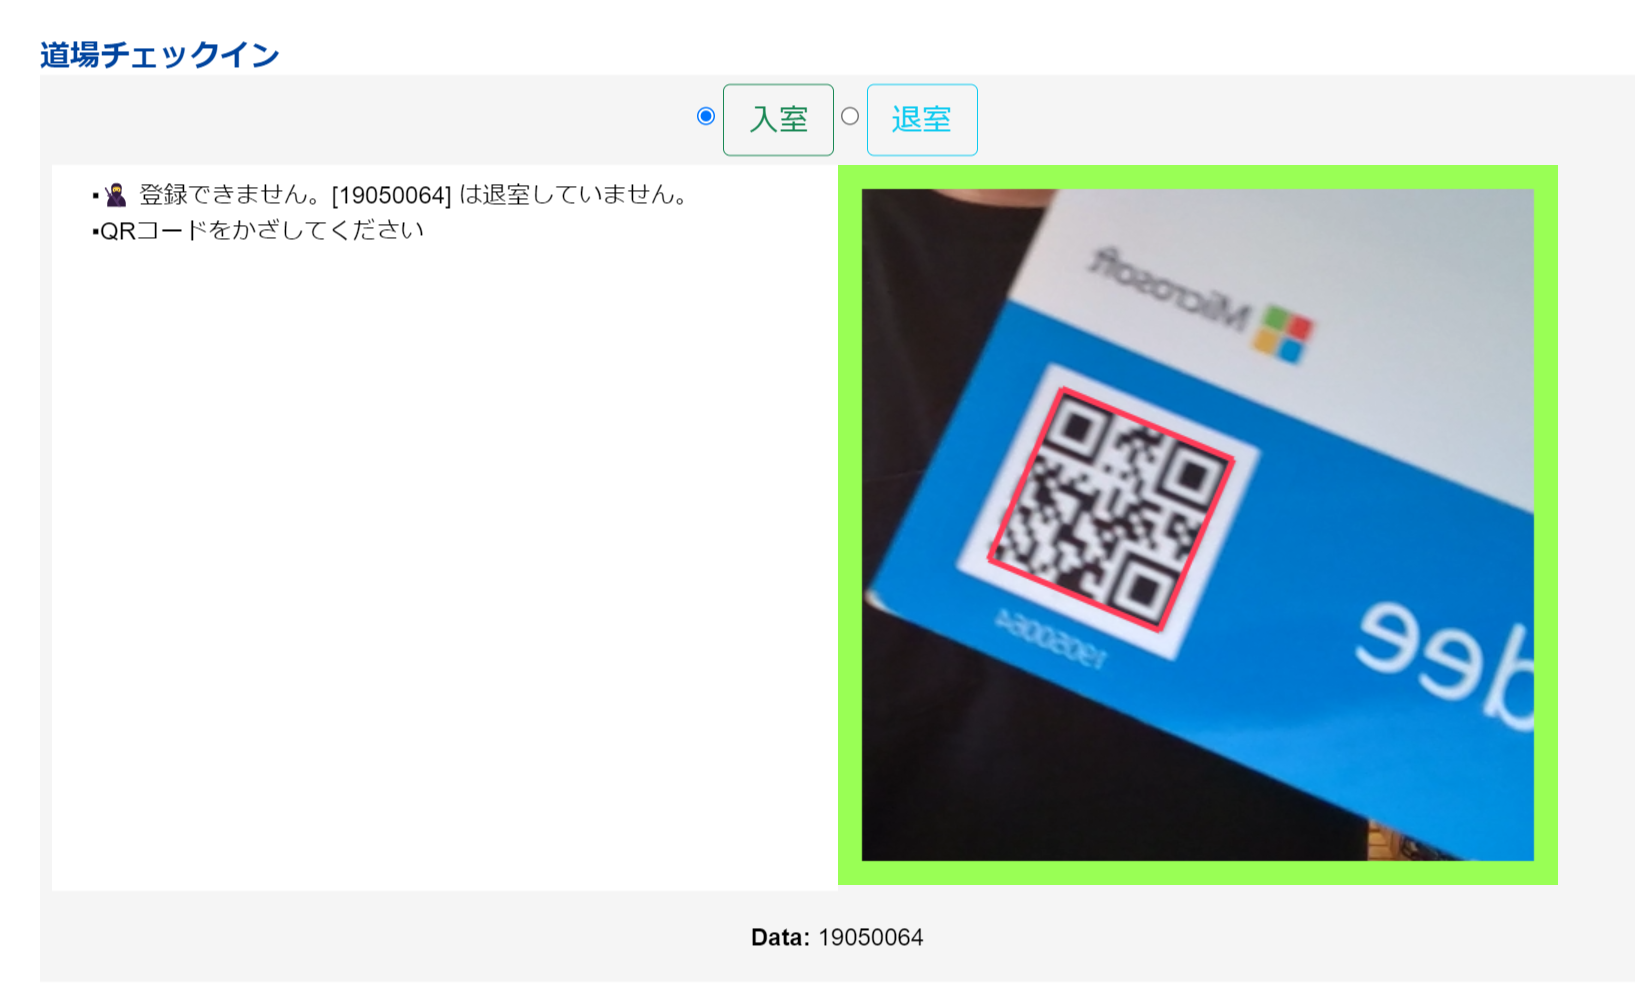 道場チェックイン
入室 退室
▪🥷 登録できません。[19050064] は退室していません。
▪QRコードをかざしてください
Microsoft
19050064
dee
Data: 19050064